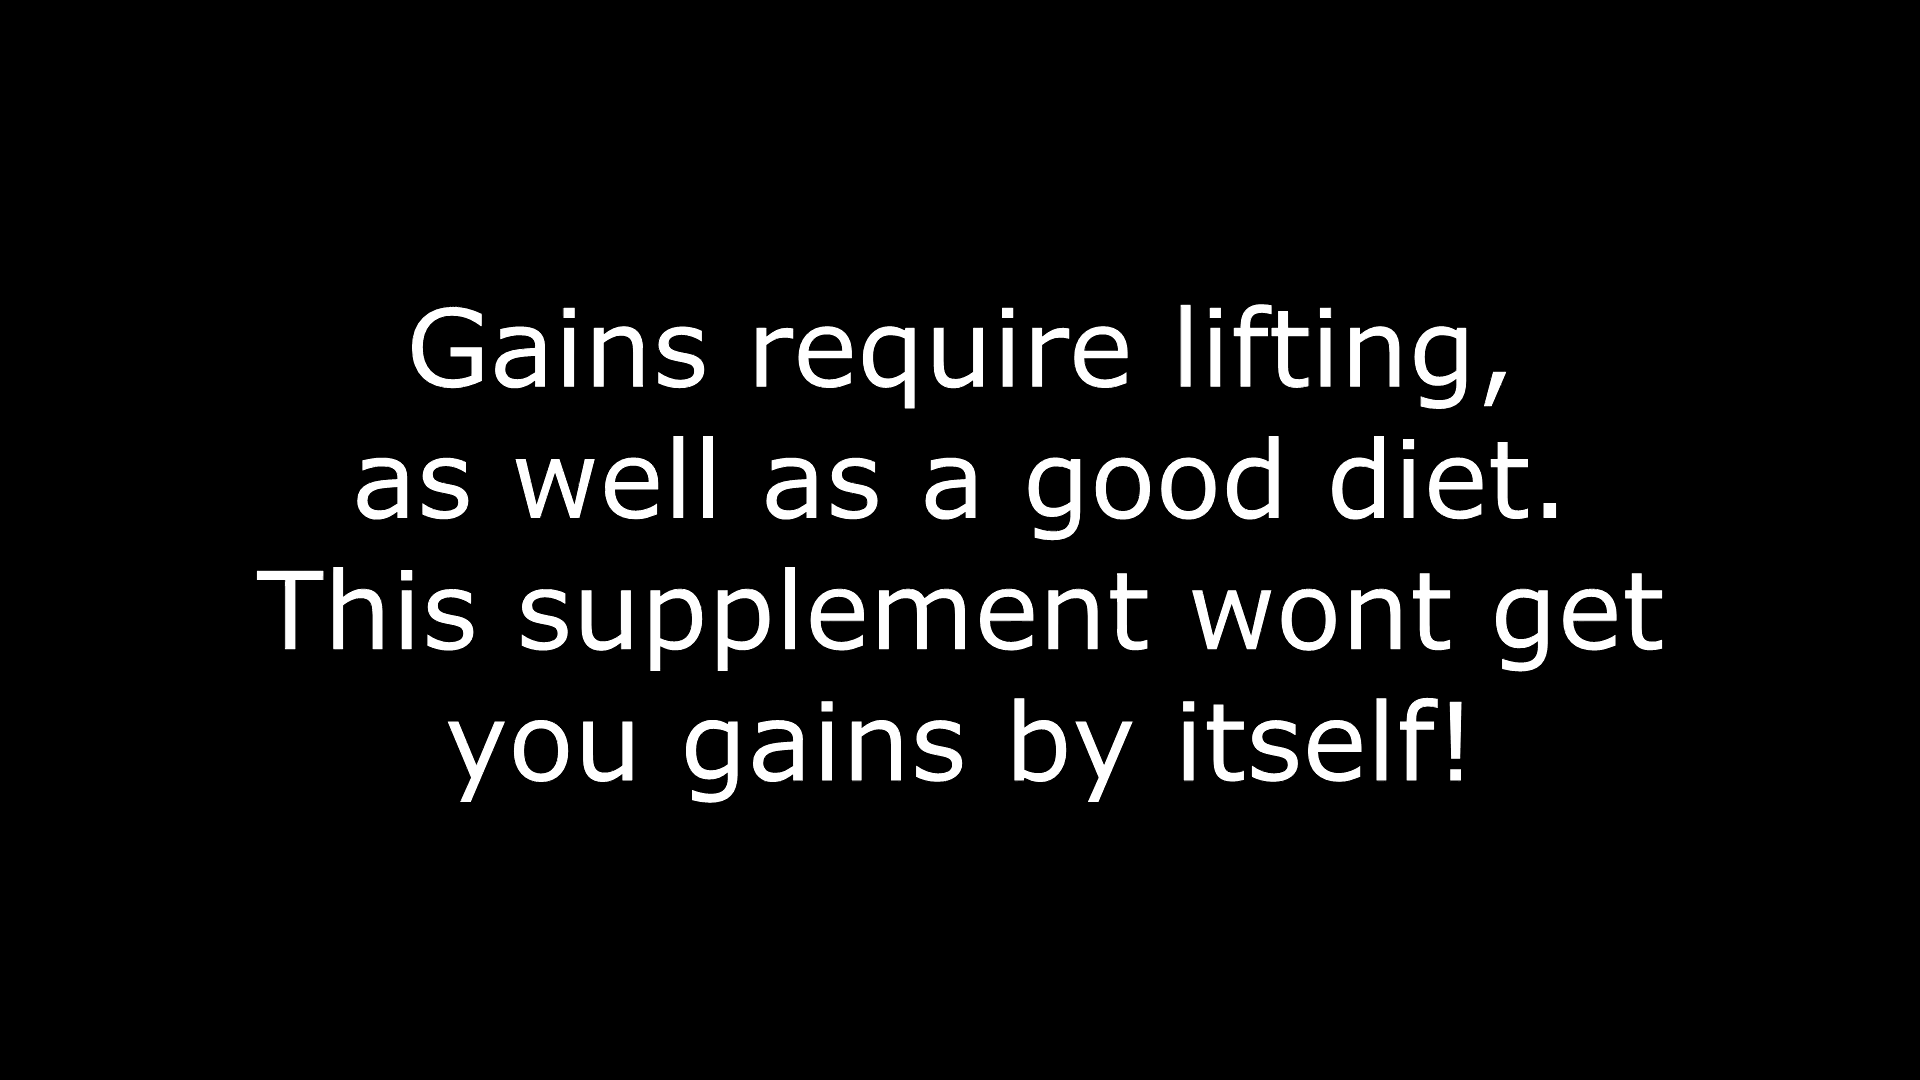 Gains require lifting,
as well as a good diet.
This supplement wont get
you gains by itself!